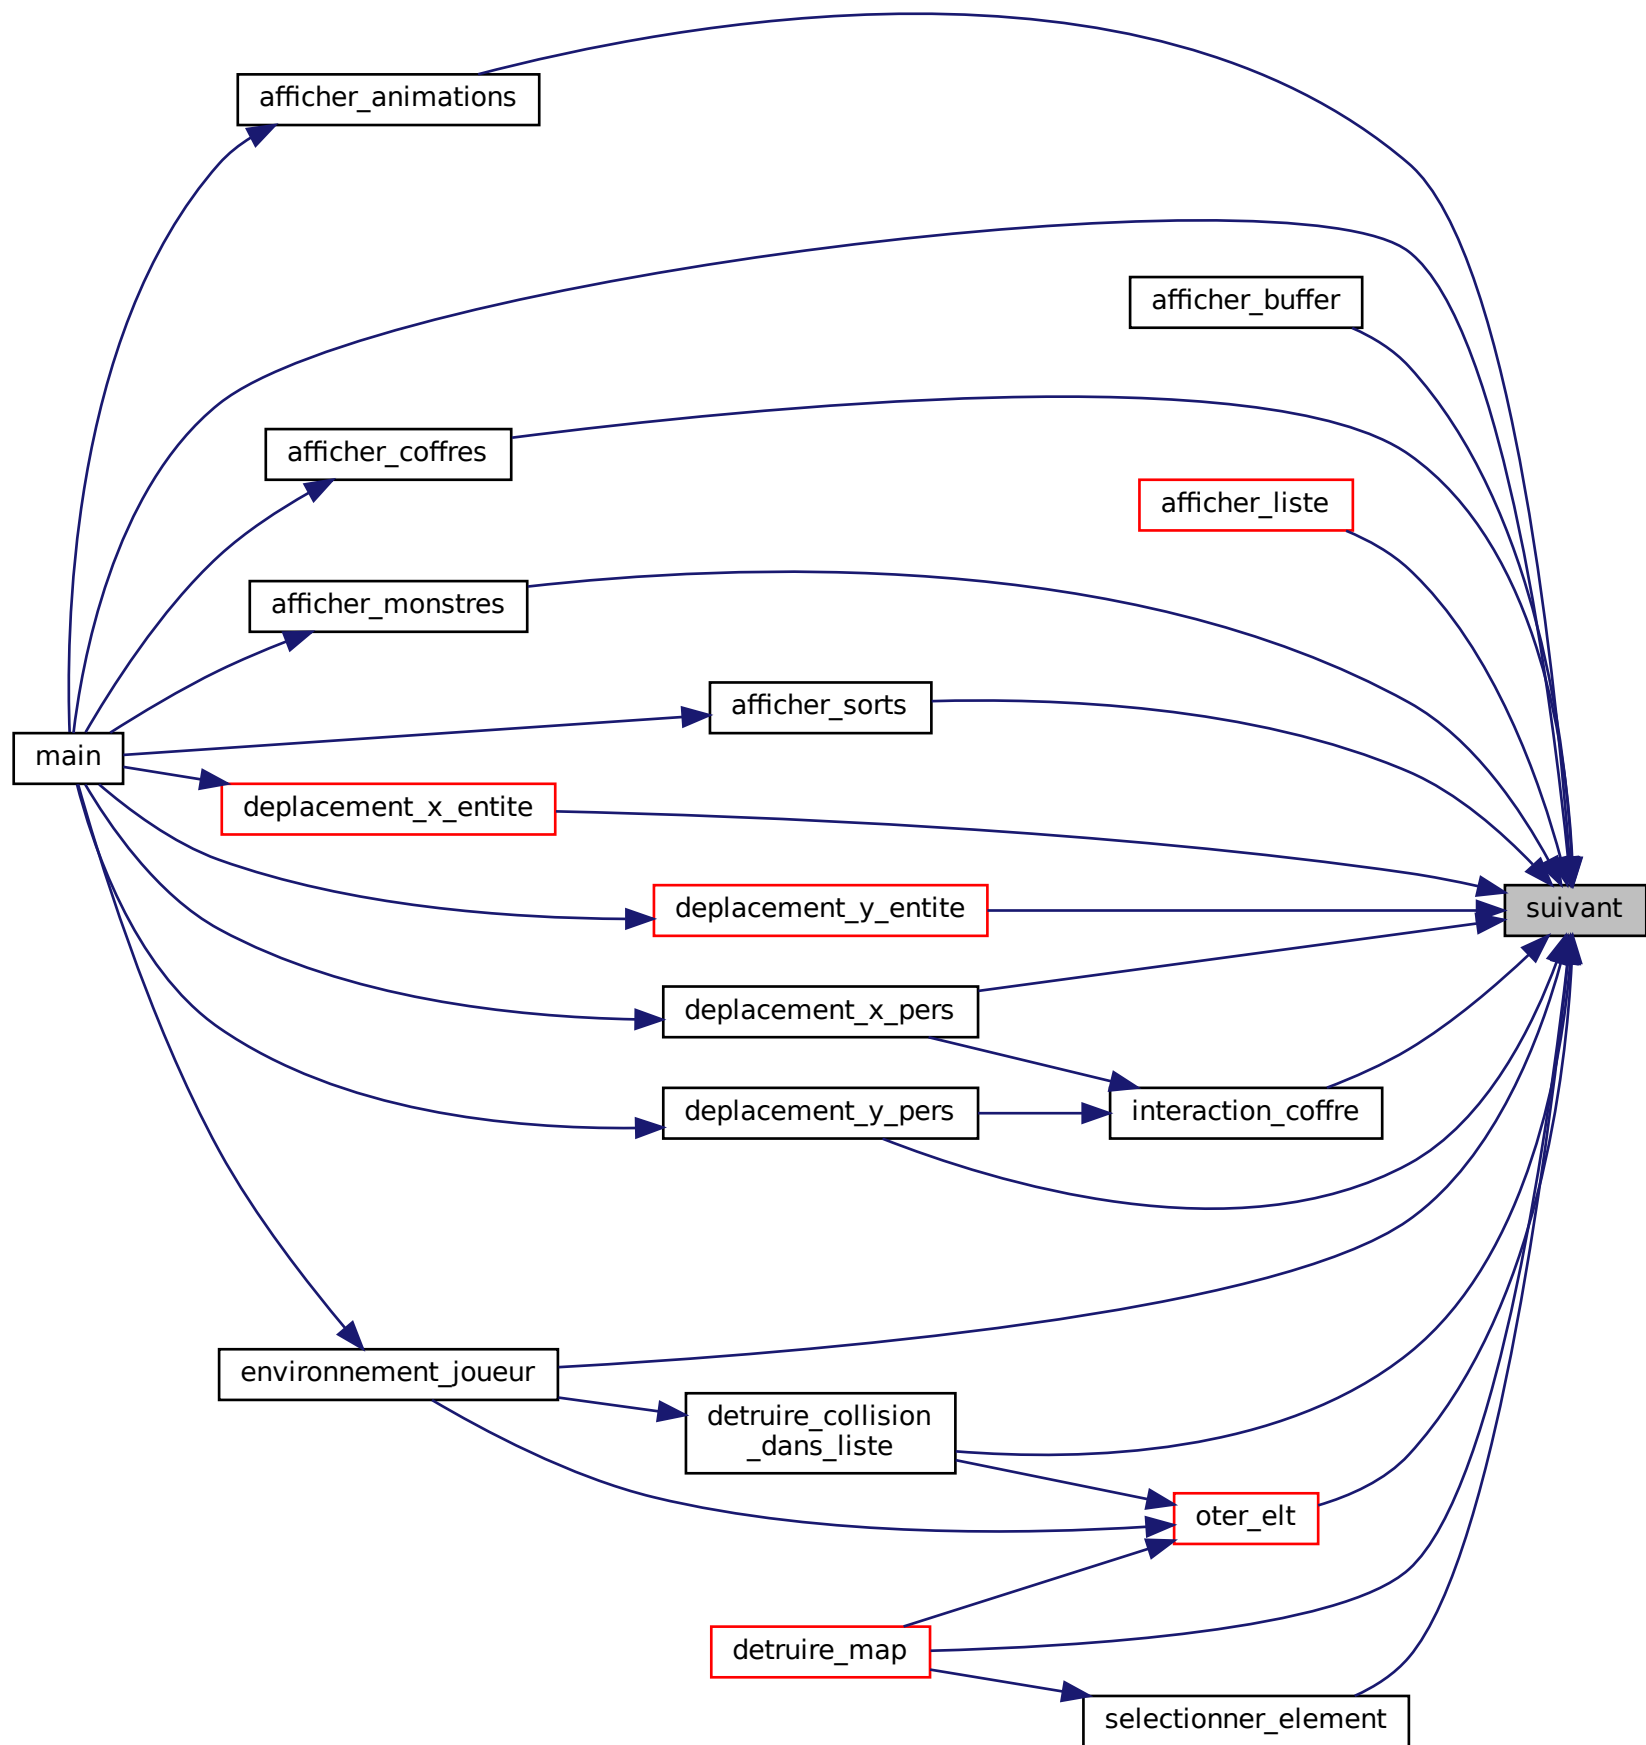 afficher_animations
afficher_buffer
afficher_coffres
afficher_liste
afficher_monstres
afficher_sorts
main
deplacement_x_entite
deplacement_y_entite
suivant
deplacement_x_pers
deplacement_y_pers
interaction_coffre
environnement_joueur
detruire_collision
_dans_liste
oter_elt
detruire_map
selectionner_element